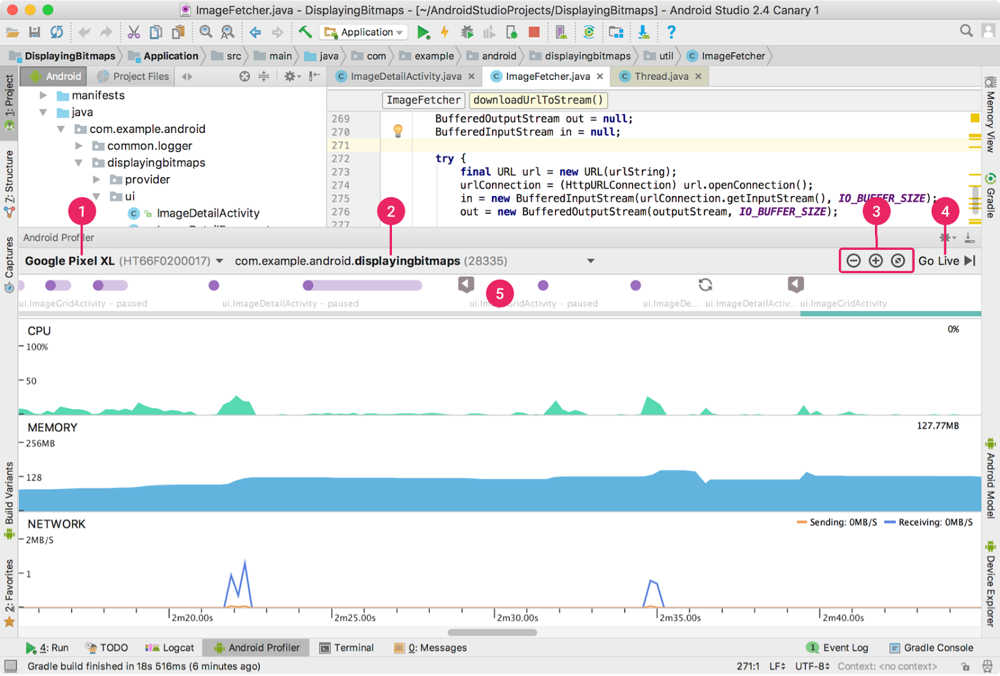 ImageFetcher.java - DisplayingBitmaps - [~/AndroidStudioProjects/DisplayingBitmaps] - Android Studio 2.4 Canary 1
Application
DisplayingBitmaps Application src main java com example android displayingbitmaps util C ImageFetcher
1: Project
Z: Structure
Captures
Build Variants
2: Favorites
Android Project Files
manifests
java
com.example.android
common.logger
displayingbitmaps
provider
ui
C ImageDetailActivity
C ImageDetailActivity.java C ImageFetcher.java C Thread.java
ImageFetcher downloadUrlToStream()
269 BufferedOutputStream out = null;
270 BufferedInputStream in = null;
271
272 try {
273 final URL url = new URL(urlString);
274 urlConnection = (HttpURLConnection) url.openConnection();
275 in = new BufferedInputStream(urlConnection.getInputStream(), IO_BUFFER_SIZE);
276 out = new BufferedOutputStream(outputStream, IO_BUFFER_SIZE);
277
Memory View
Gradle
Android Model
Device Explorer
1 2 3 4
Android Profiler
Google Pixel XL (HT66F0200017) com.example.android.displayingbitmaps (28335) Go Live
5
ui.ImageGridActivity – paused ui.ImageDetailActivity – paused ui.ImageGridActivity – paused ui.ImageDe... ui.ImageDetailActiv... ui.ImageGridActivity
CPU 0%
100%
50
MEMORY 127.77MB
256MB
128
NETWORK Sending: 0MB/S Receiving: 0MB/S
2MB/S
1
2m20.00s 2m25.00s 2m30.00s 2m35.00s 2m40.00s
4: Run TODO Logcat Android Profiler Terminal 0: Messages 1 Event Log Gradle Console
Gradle build finished in 18s 516ms (6 minutes ago) 271:1 LF UTF-8 Context: <no context>